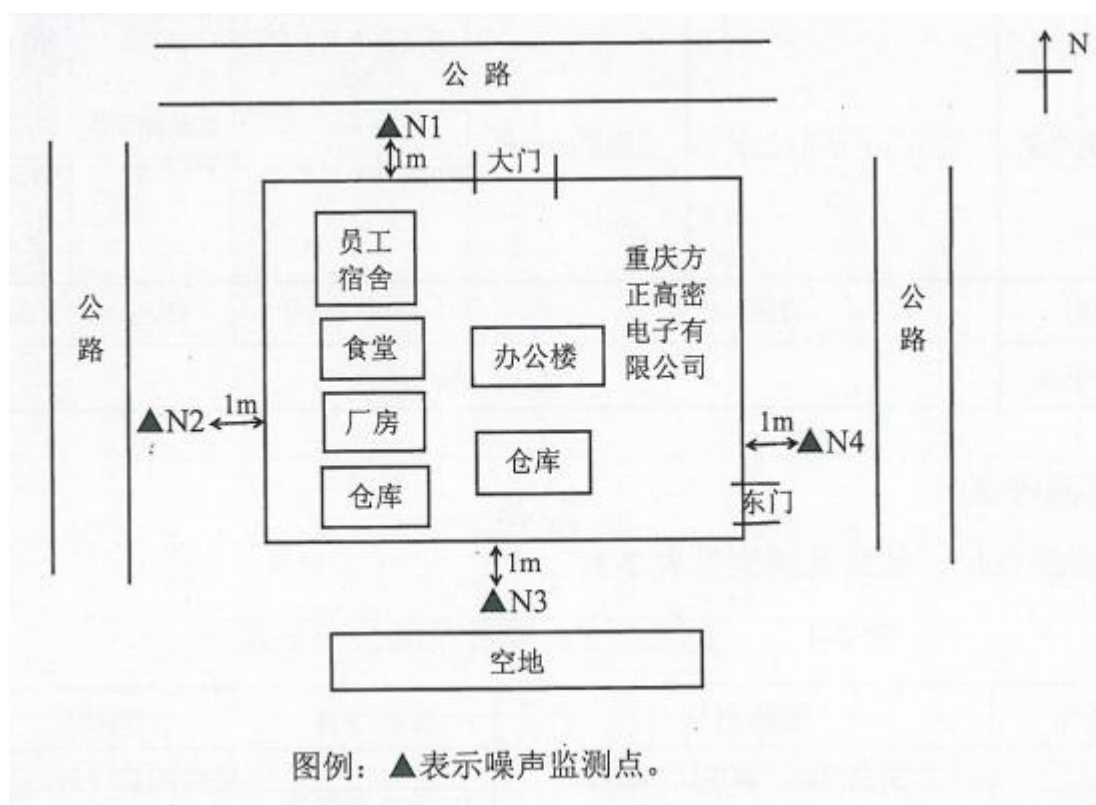 N
公路
▲N1
1m
大门
员工
宿舍
重庆方
正高密
电子有
限公司
公
路
公
路
食堂
办公楼
厂房
▲N2
1m
1m
▲N4
仓库
仓库
东门
1m
▲N3
空地
图例：▲表示噪声监测点。